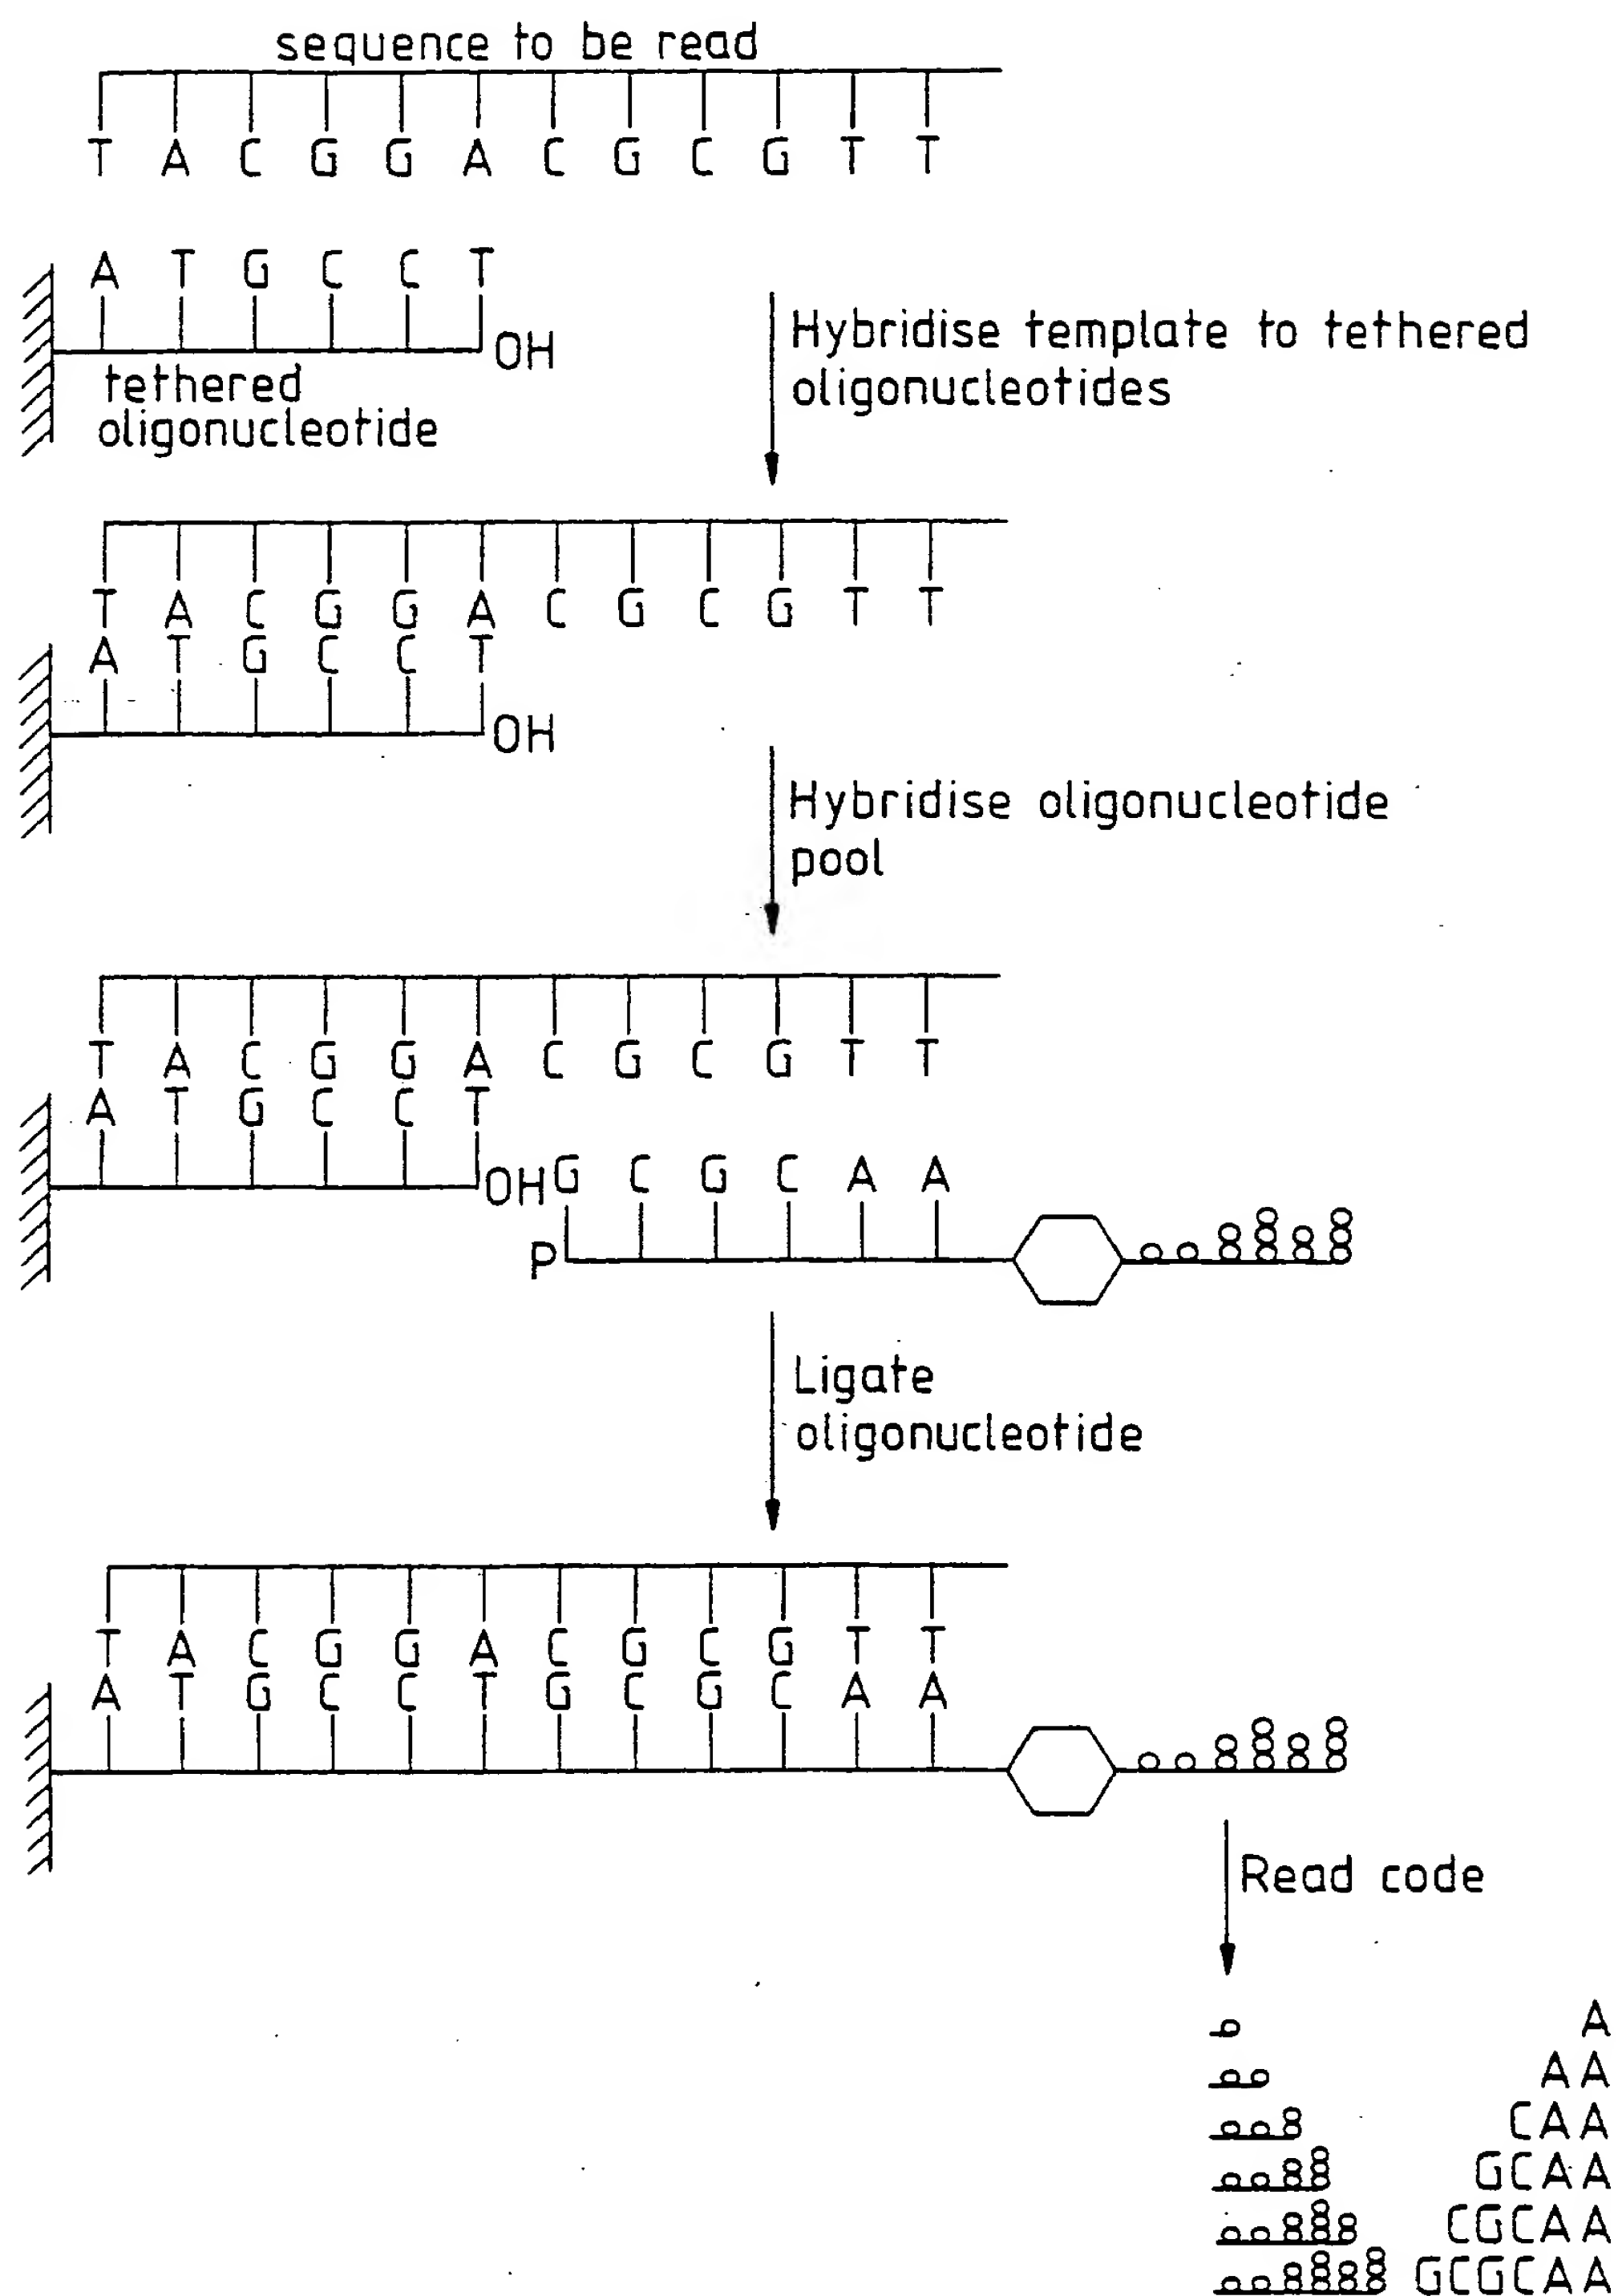 sequence to be read
T A C G G A C G C G T T
A T G C C T
OH
tethered
oligonucleotide
Hybridise template to tethered
oligonucleotides
T A C G G A C G C G T T
A T G C C T
OH
Hybridise oligonucleotide
pool
T A C G G A C G C G T T
A T G C C T
OH G C G C A A
P
Ligate
oligonucleotide
T A C G G A C G C G T T
A T G C C T G C G C A A
Read code
A
AA
CAA
GCAA
CGCAA
GCGCAA